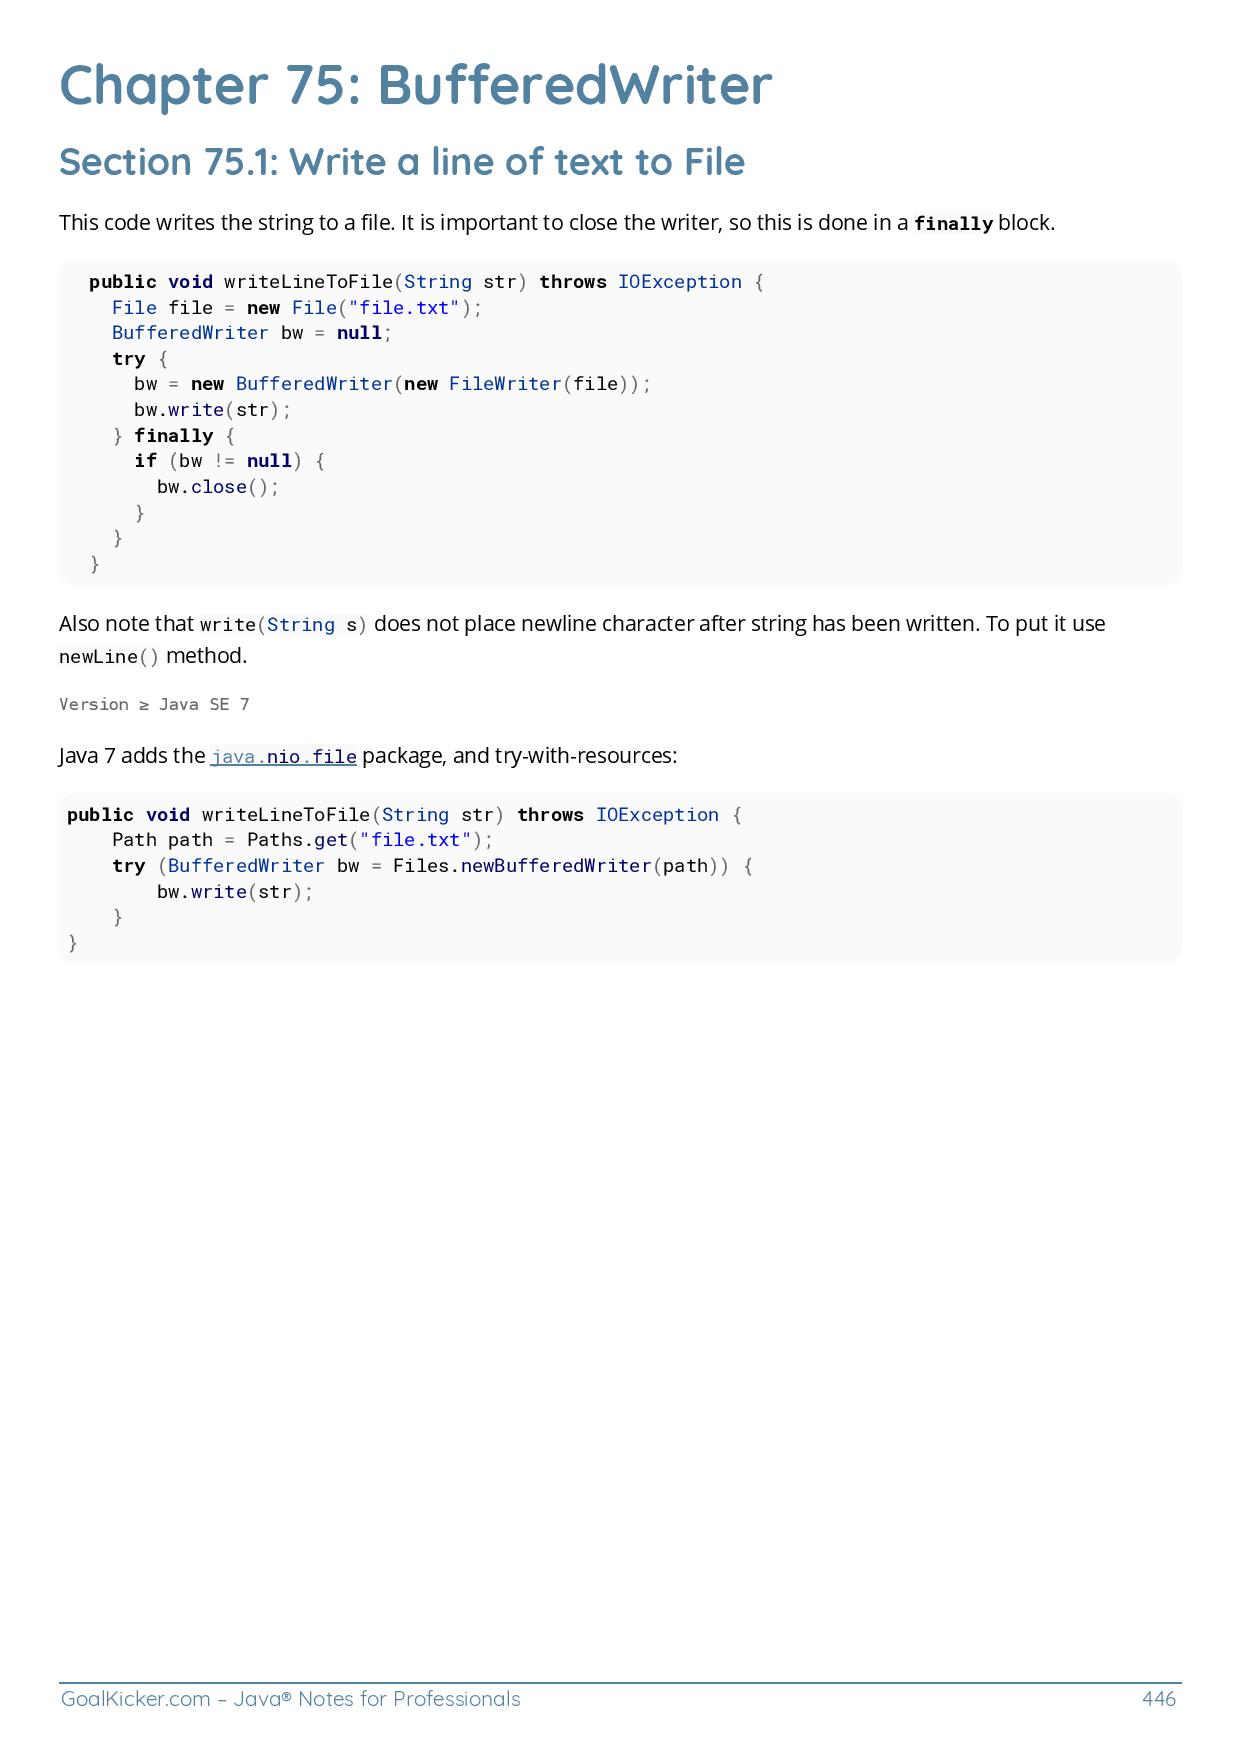 Chapter 75: BufferedWriter
Section 75.1: Write a line of text to File
This code writes the string to a file. It is important to close the writer, so this is done in a finally block.
  public void writeLineToFile(String str) throws IOException {
    File file = new File("file.txt");
    BufferedWriter bw = null;
    try {
      bw = new BufferedWriter(new FileWriter(file));
      bw.write(str);
    } finally {
      if (bw != null) {
        bw.close();
      }
    }
  }
Also note that write(String s) does not place newline character after string has been written. To put it use
newLine() method.
Version ≥ Java SE 7
Java 7 adds the java.nio.file package, and try-with-resources:
public void writeLineToFile(String str) throws IOException {
    Path path = Paths.get("file.txt");
    try (BufferedWriter bw = Files.newBufferedWriter(path)) {
        bw.write(str);
    }
}
GoalKicker.com – Java® Notes for Professionals 446